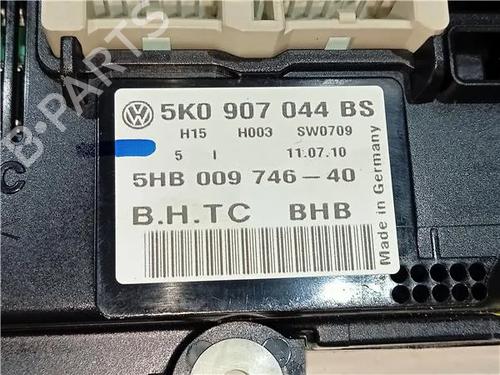 B-PARTS
5K0 907 044 BS
H15 H003 SW0709
5 I 11.07.10
5HB 009 746-40
B.H.TC BHB
Made in Germany
C